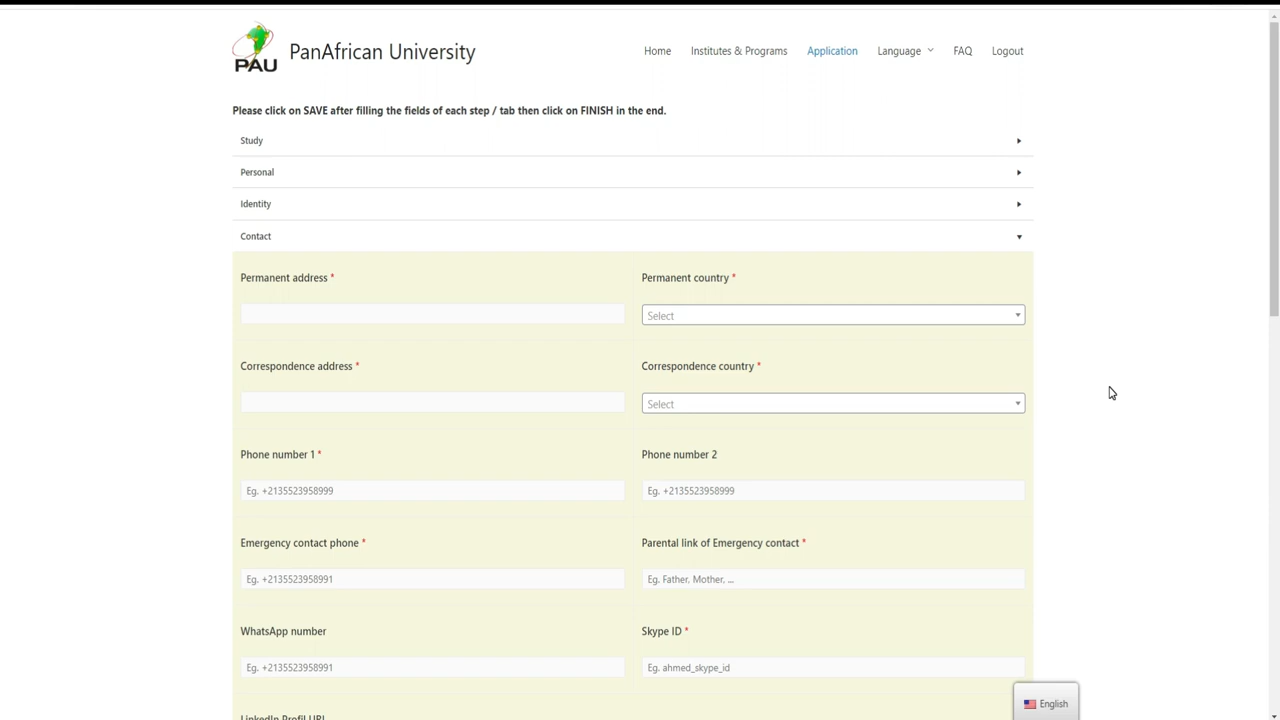 PAU
PanAfrican University
Home Institutes & Programs Application Language FAQ Logout
Please click on SAVE after filling the fields of each step / tab then click on FINISH in the end.
Study
Personal
Identity
Contact
Permanent address * Permanent country *
Select
Correspondence address * Correspondence country *
Select
Phone number 1 * Phone number 2
Eg. +2135523958999 Eg. +2135523958999
Emergency contact phone * Parental link of Emergency contact *
Eg. +2135523958991 Eg. Father, Mother, ...
WhatsApp number Skype ID *
Eg. +2135523958991 Eg. ahmed_skype_id
LinkedIn Profil URL
English